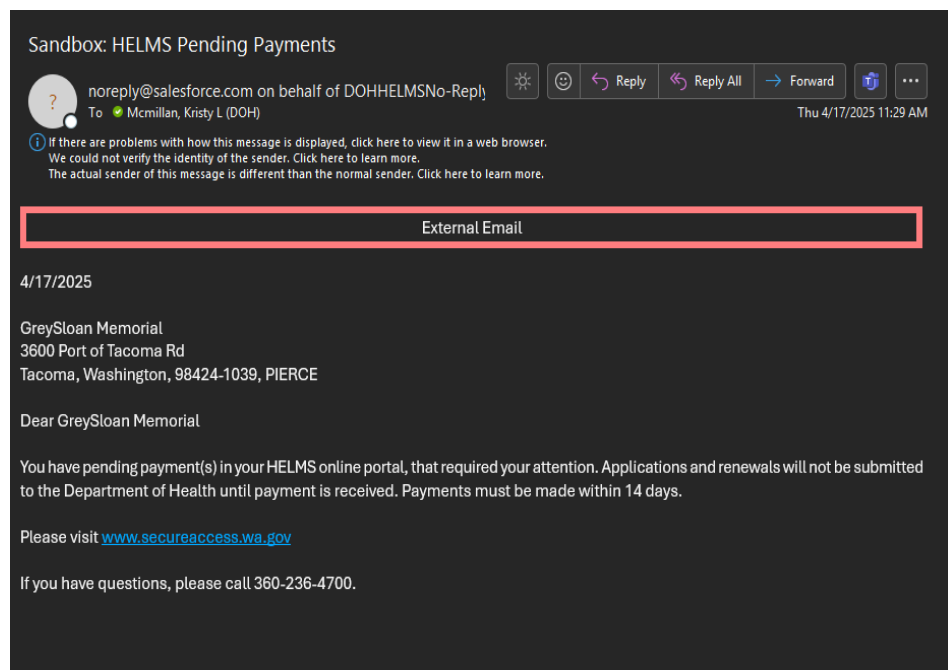 Sandbox: HELMS Pending Payments
?
noreply@salesforce.com on behalf of DOHHELMSNo-Reply
Reply
Reply All
Forward
To Mcmillan, Kristy L (DOH)
Thu 4/17/2025 11:29 AM
If there are problems with how this message is displayed, click here to view it in a web browser.
We could not verify the identity of the sender. Click here to learn more.
The actual sender of this message is different than the normal sender. Click here to learn more.
External Email
4/17/2025
GreySloan Memorial
3600 Port of Tacoma Rd
Tacoma, Washington, 98424-1039, PIERCE
Dear GreySloan Memorial
You have pending payment(s) in your HELMS online portal, that required your attention. Applications and renewals will not be submitted
to the Department of Health until payment is received. Payments must be made within 14 days.
Please visit www.secureaccess.wa.gov
If you have questions, please call 360-236-4700.